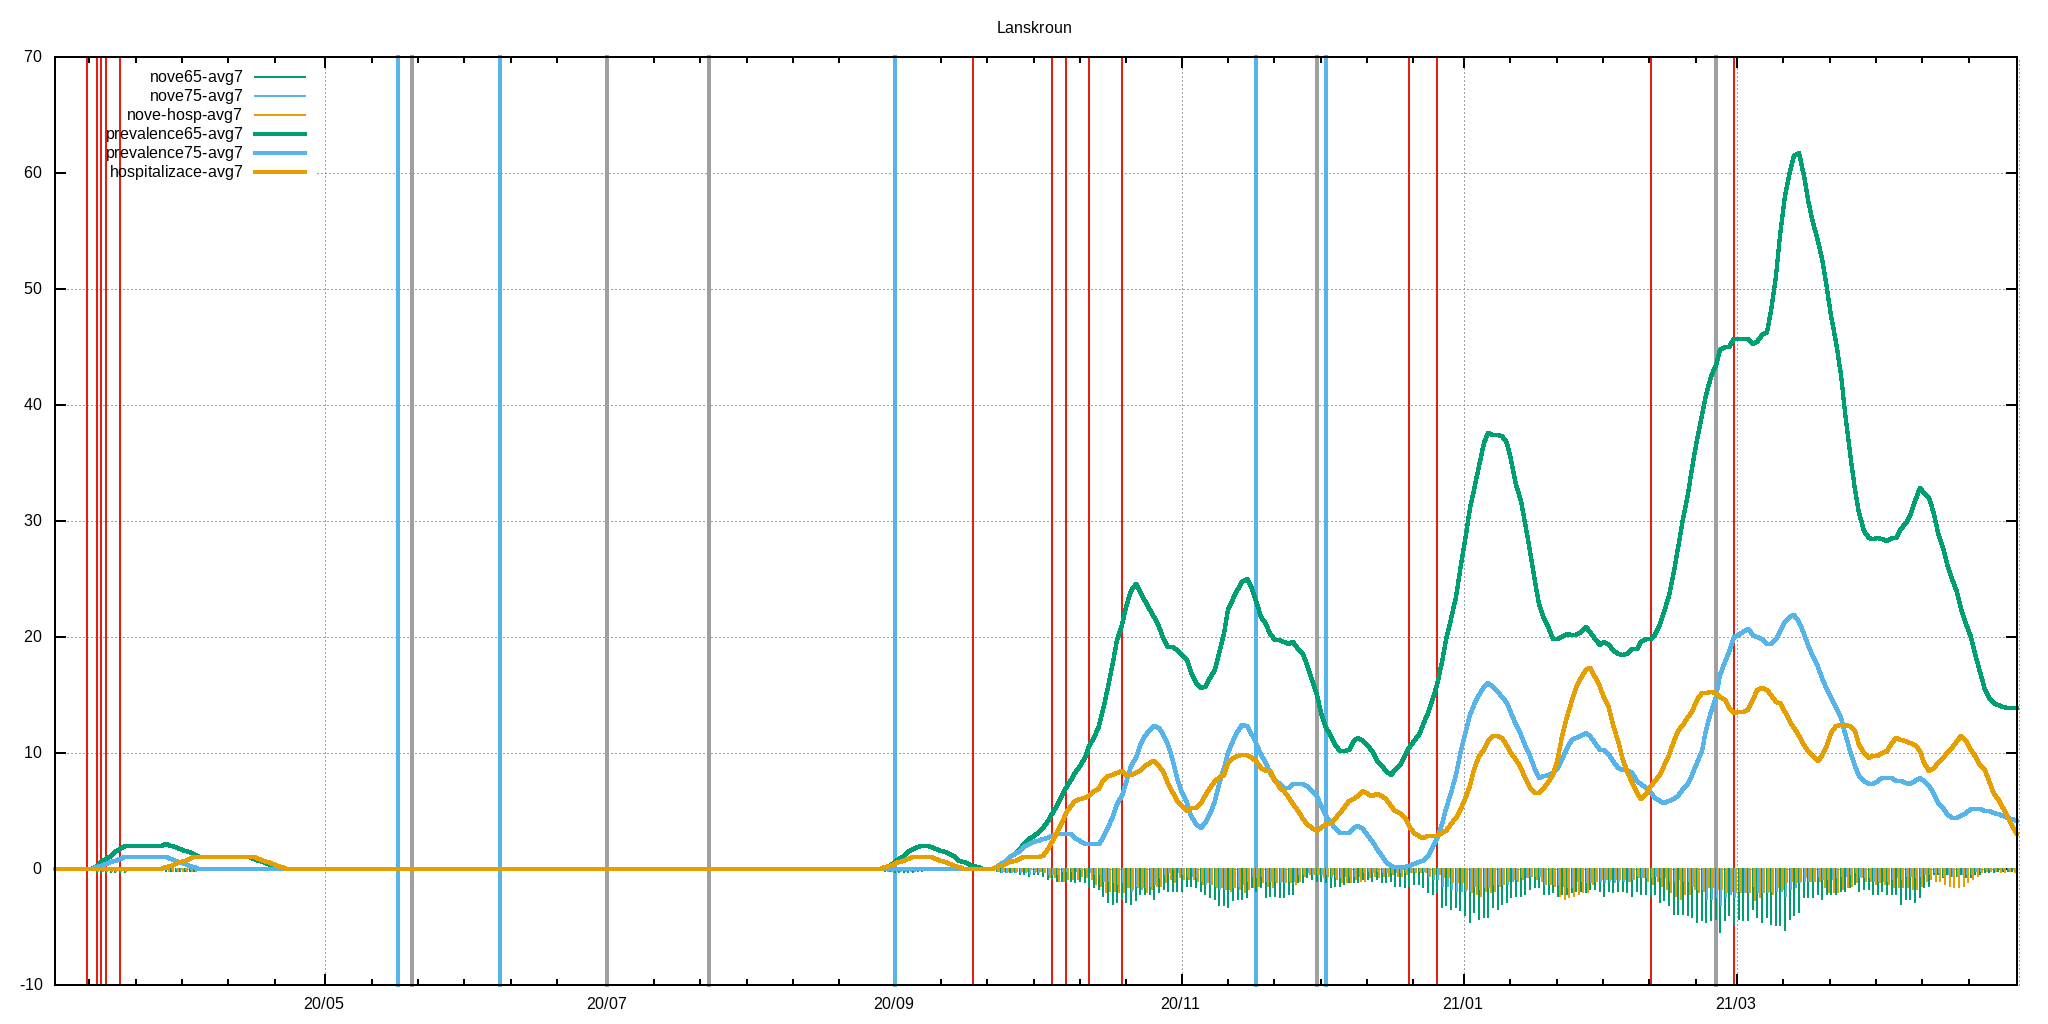 Lanskroun
70
60
50
40
30
20
10
0
-10
nove65-avg7
nove75-avg7
nove-hosp-avg7
prevalence65-avg7
prevalence75-avg7
hospitalizace-avg7
20/05 20/07 20/09 20/11 21/01 21/03